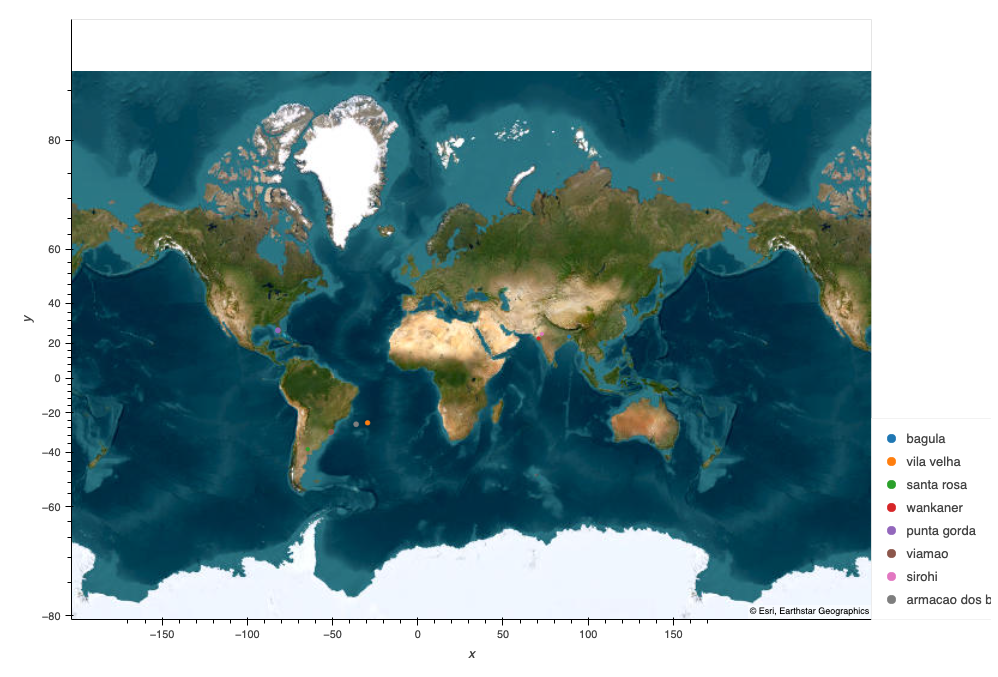 80
60
40
20
0
−20
−40
−60
−80
y
−150
−100
−50
0
50
100
150
x
© Esri, Earthstar Geographics
bagula
vila velha
santa rosa
wankaner
punta gorda
viamao
sirohi
armacao dos b